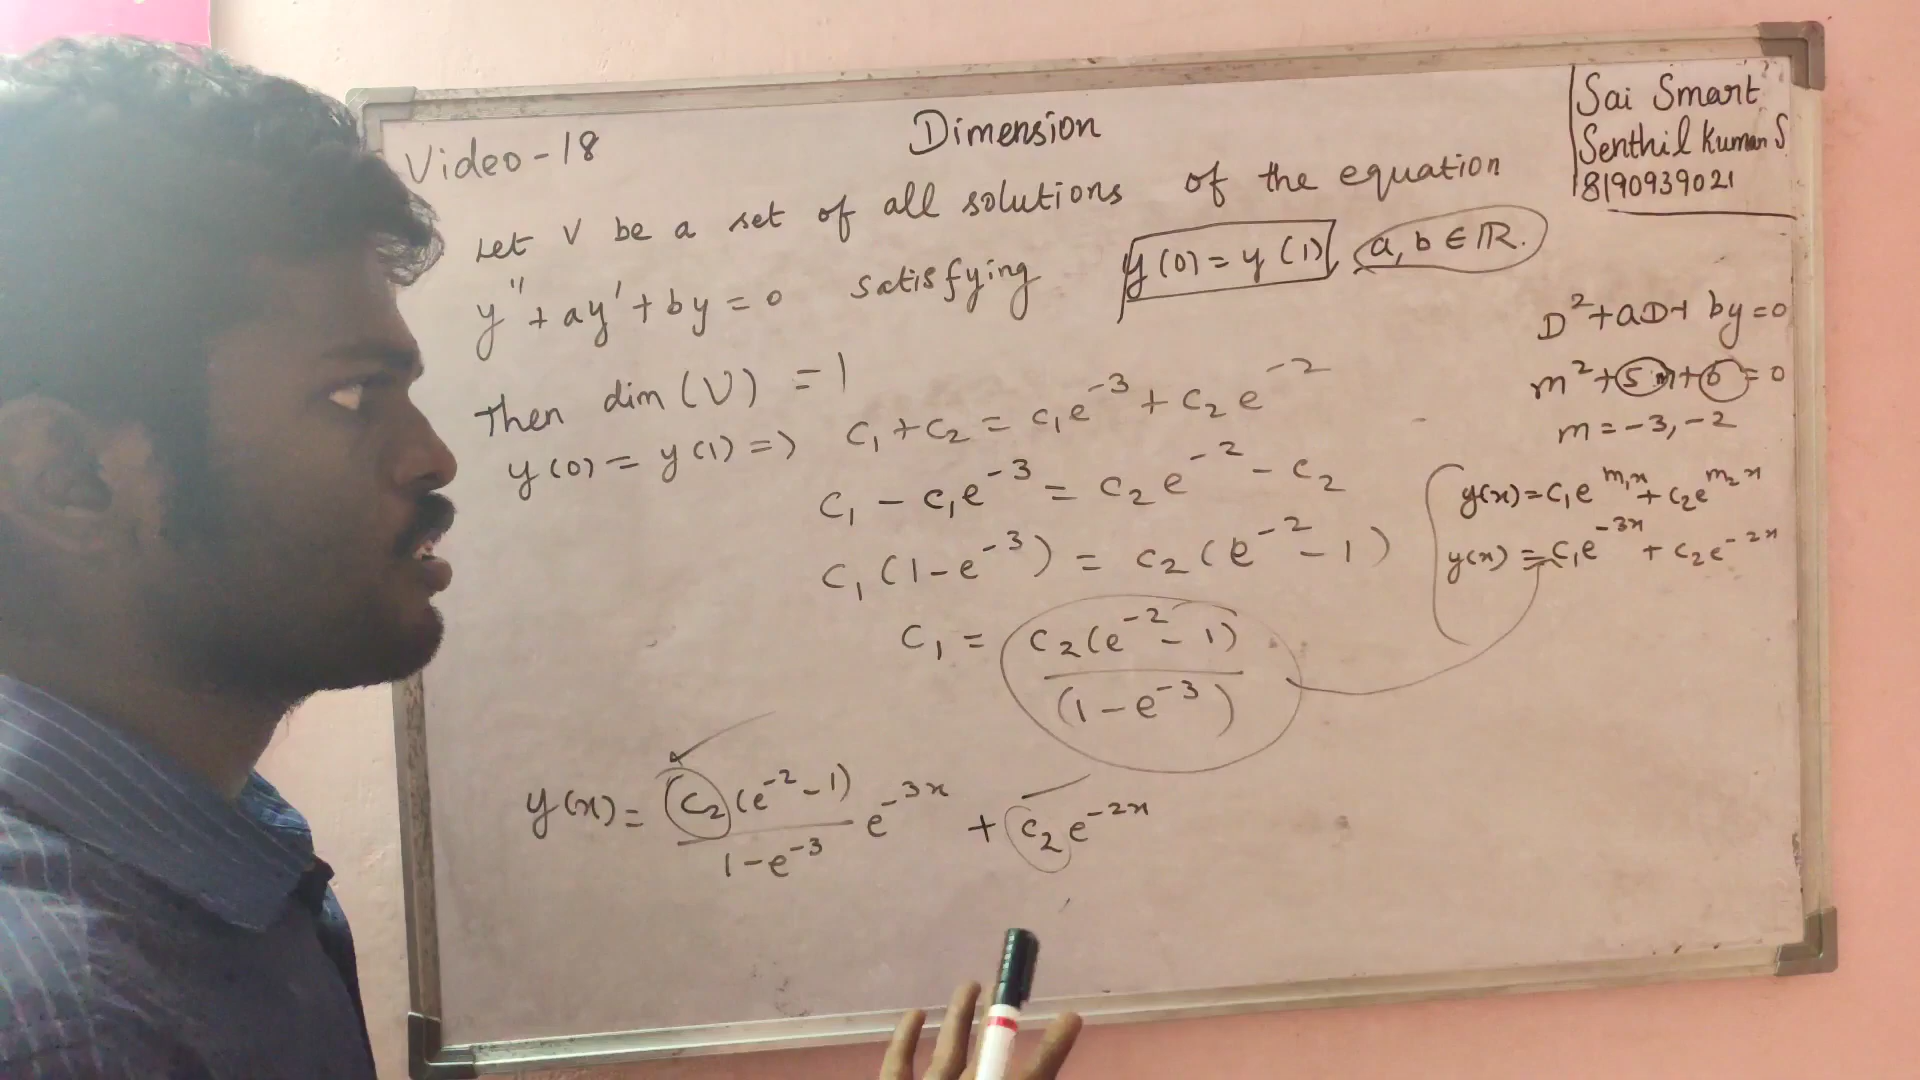 Video-18
Dimension
Sai Smart
Senthil Kumar S
8190939021
Let V be a set of all solutions of the equation
y'' + ay' + by = 0 satisfying y(0) = y(1), a, b ∈ ℝ.
Then dim (V) = 1
y(0) = y(1) => c₁ + c₂ = c₁e⁻³ + c₂e⁻²
c₁ - c₁e⁻³ = c₂e⁻² - c₂
c₁(1-e⁻³) = c₂(e⁻² - 1)
c₁ = c₂(e⁻² - 1)
(1-e⁻³)
y(x) = c₂(e⁻² - 1) e⁻³ˣ + c₂e⁻²ˣ
1-e⁻³
D² + aD + by = 0
m² + 5m + 6 = 0
m = -3, -2
y(x) = c₁e^m₁x + c₂e^m₂x
y(x) = c₁e⁻³ˣ + c₂e⁻²ˣ